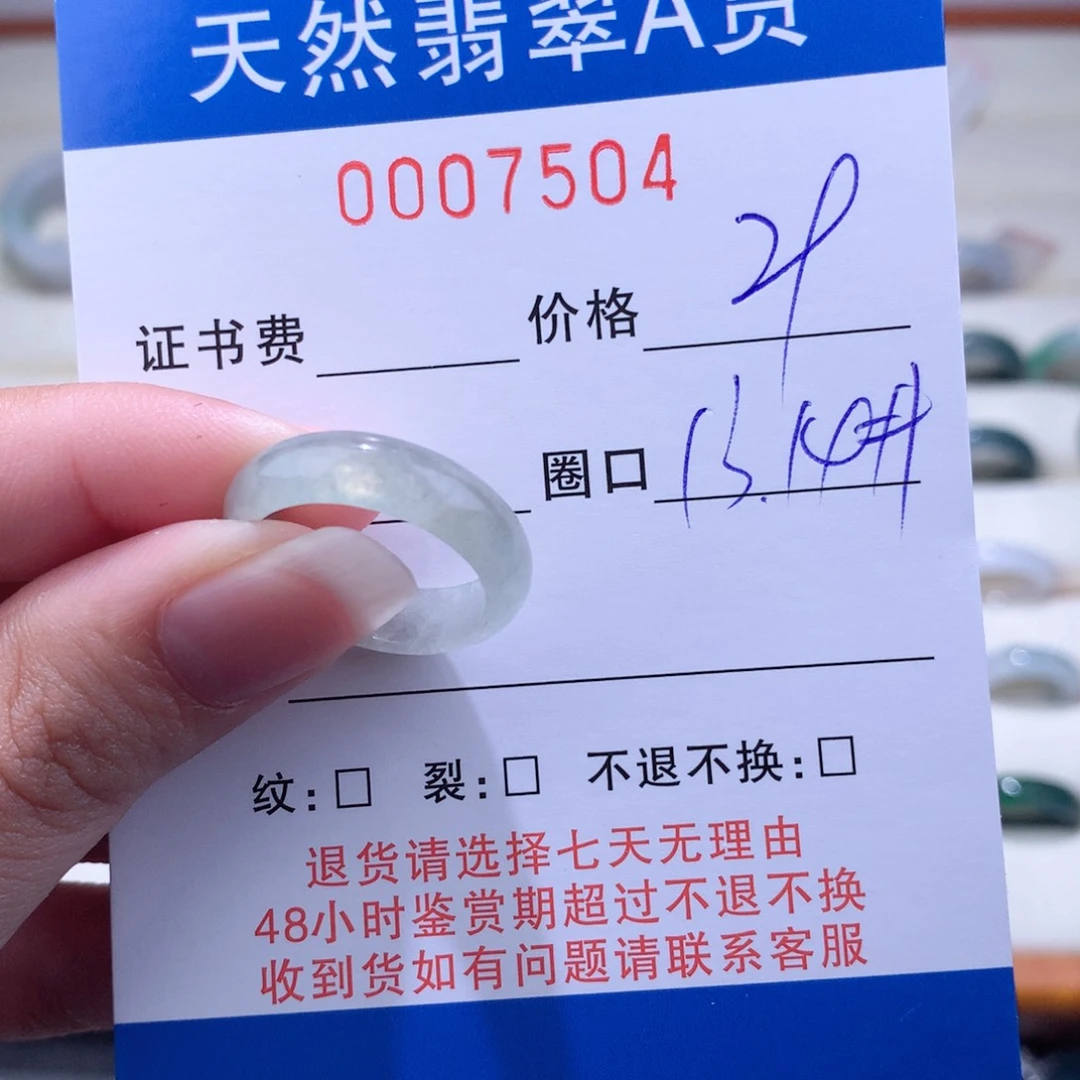 天然翡翠A货
0007504
证书费 价格
圈口 13.14#
纹:□ 裂:□ 不退不换:□
退货请选择七天无理由
48小时鉴赏期超过不退不换
收到货如有问题请联系客服